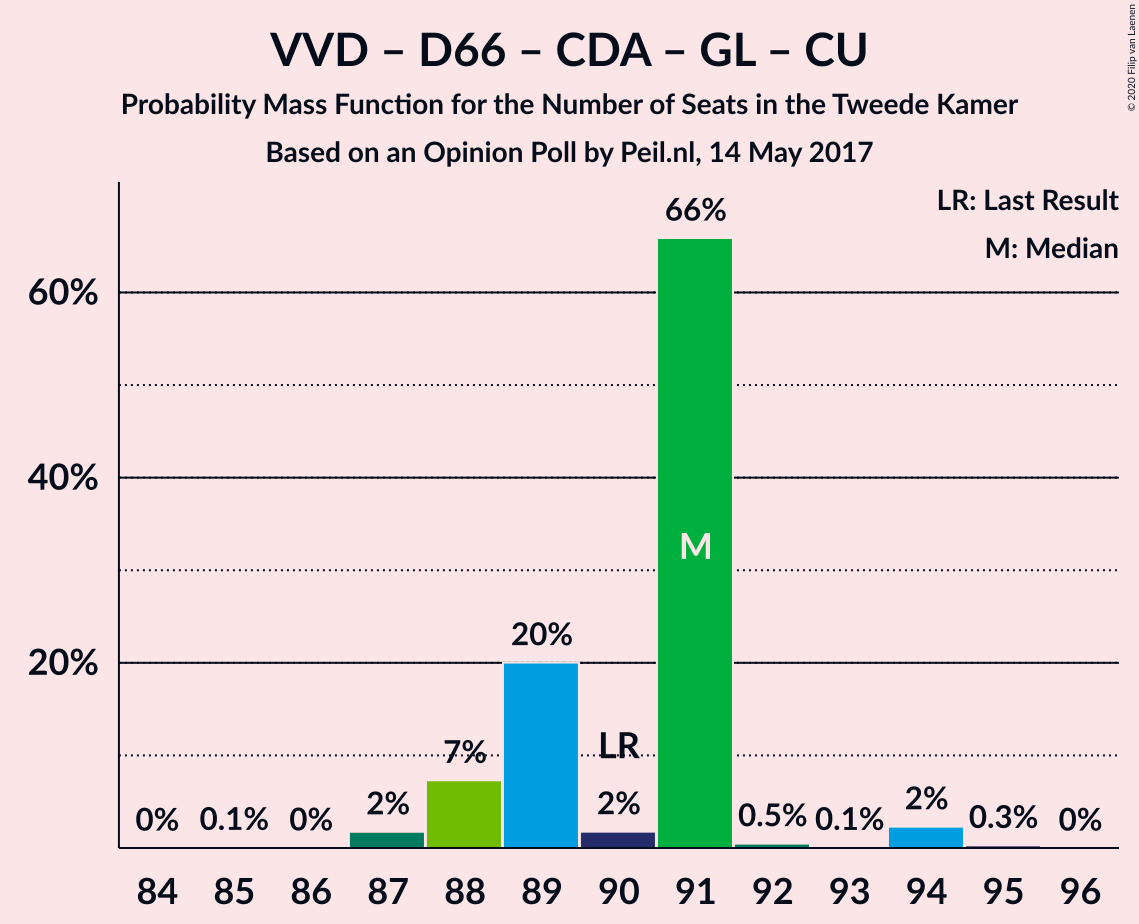 VVD – D66 – CDA – GL – CU
Probability Mass Function for the Number of Seats in the Tweede Kamer
Based on an Opinion Poll by Peil.nl, 14 May 2017
© 2020 Filip van Laenen
LR: Last Result
M: Median
60%
40%
20%
0%
0.1%
0%
2%
7%
20%
LR
2%
66%
M
0.5%
0.1%
2%
0.3%
0%
84 85 86 87 88 89 90 91 92 93 94 95 96